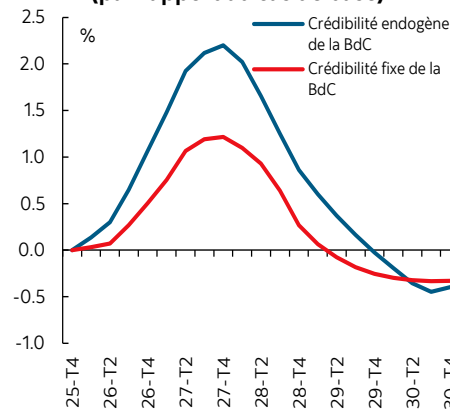 %
Crédibilité endogène
de la BdC
Crédibilité fixe de la
BdC
2.5
2.0
1.5
1.0
0.5
0.0
-0.5
-1.0
25-T4
26-T2
26-T4
27-T2
27-T4
28-T2
28-T4
29-T2
29-T4
30-T2
30-T4